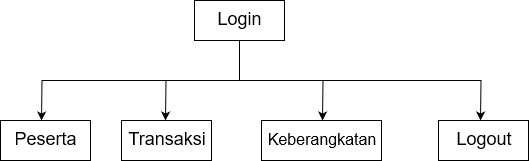 Login
Peserta
Transaksi
Keberangkatan
Logout